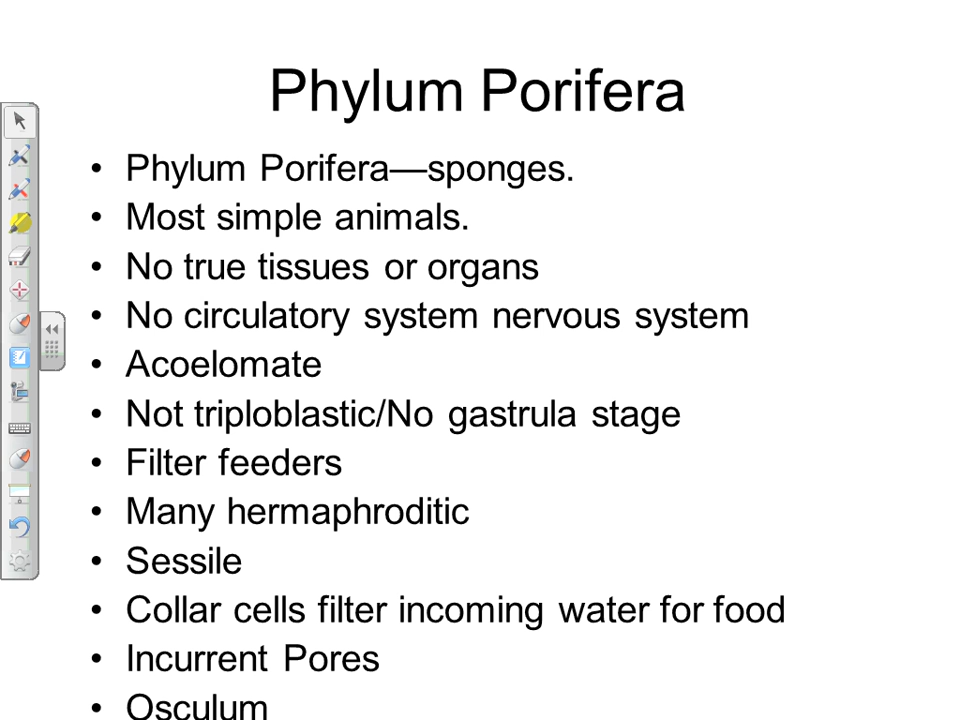 Phylum Porifera
• Phylum Porifera—sponges.
• Most simple animals.
• No true tissues or organs
• No circulatory system nervous system
• Acoelomate
• Not triploblastic/No gastrula stage
• Filter feeders
• Many hermaphroditic
• Sessile
• Collar cells filter incoming water for food
• Incurrent Pores
• Osculum